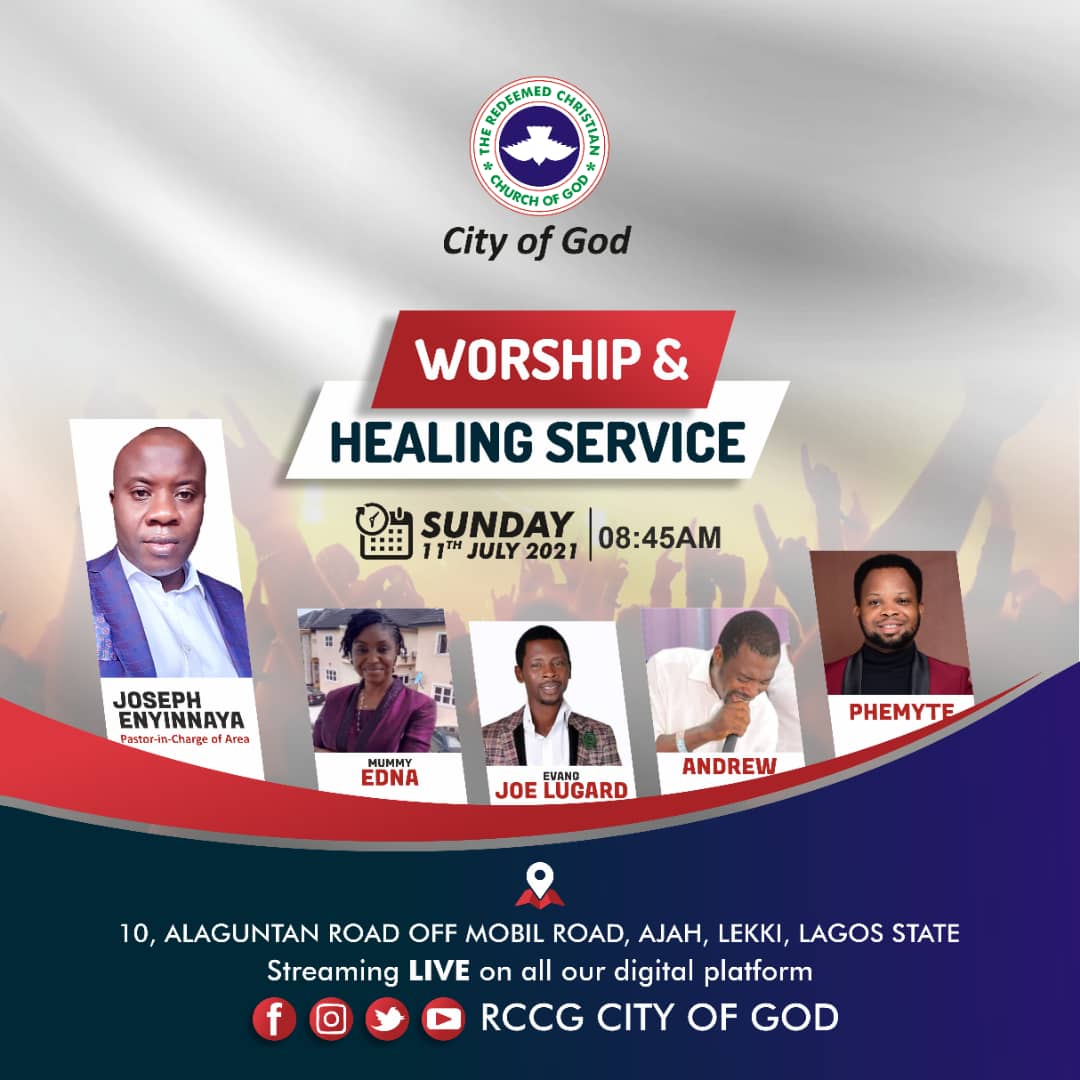 THE REDEEMED CHRISTIAN
* CHURCH OF GOD *
City of God
WORSHIP &
HEALING SERVICE
SUNDAY
11TH JULY 2021
08:45AM
JOSEPH
ENYINNAYA
Pastor-in-Charge of Area
MUMMY
EDNA
EVANG
JOE LUGARD
ANDREW
PHEMYTE
10, ALAGUNTAN ROAD OFF MOBIL ROAD, AJAH, LEKKI, LAGOS STATE
Streaming LIVE on all our digital platform
RCCG CITY OF GOD